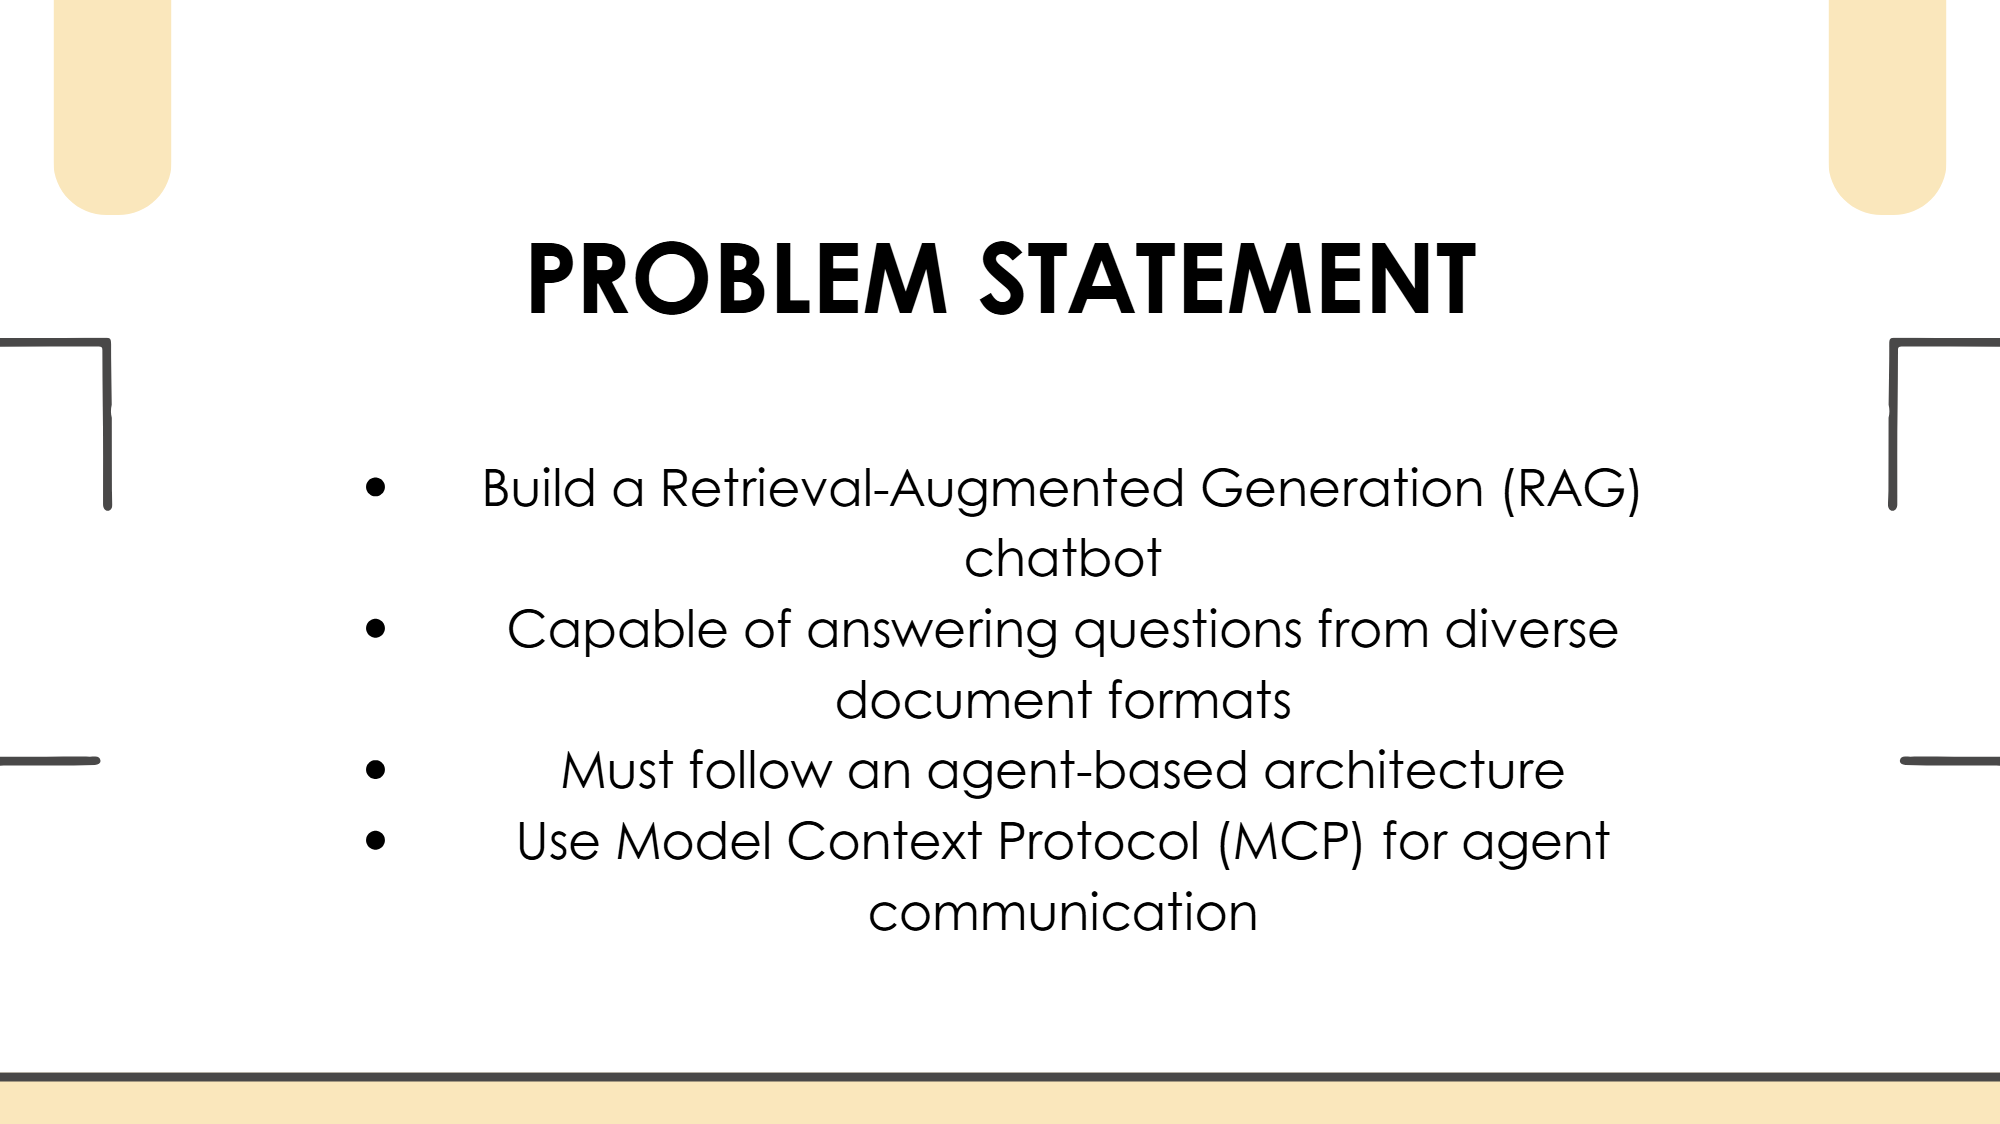 PROBLEM STATEMENT
• Build a Retrieval-Augmented Generation (RAG)
chatbot
• Capable of answering questions from diverse
document formats
• Must follow an agent-based architecture
• Use Model Context Protocol (MCP) for agent
communication